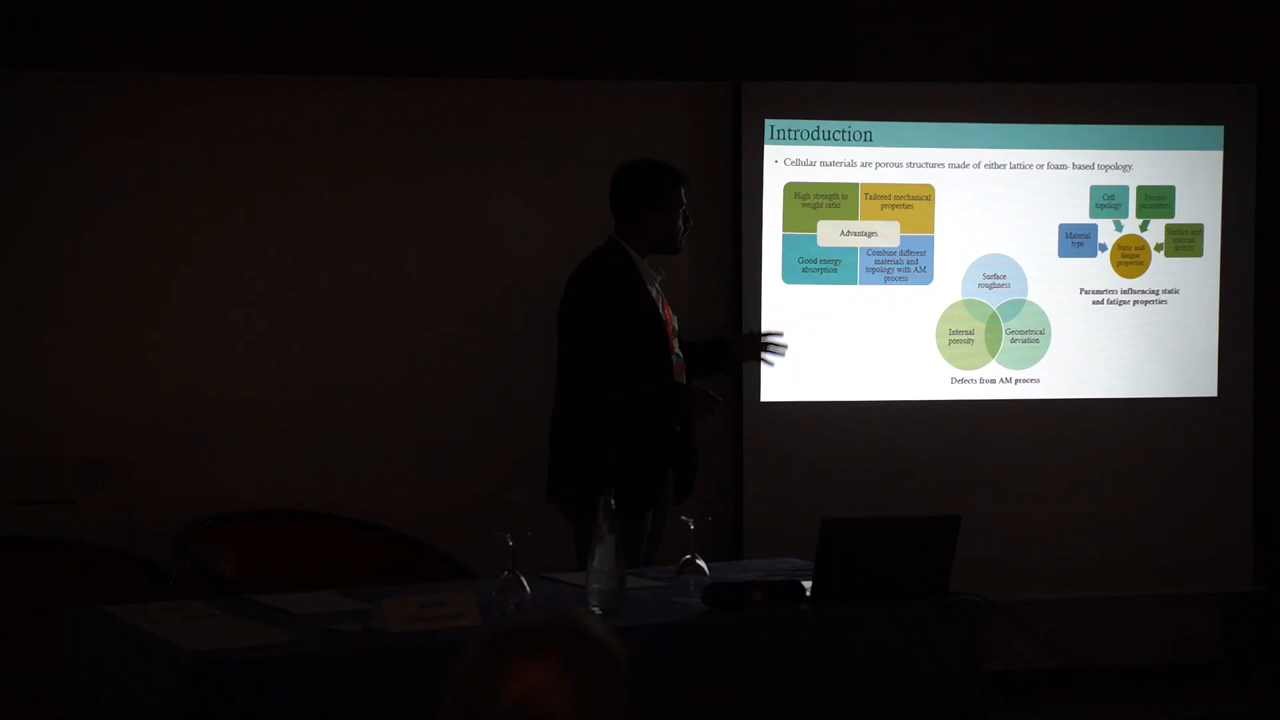 Introduction
• Cellular materials are porous structures made of either lattice or foam- based topology.
High strength to
weight ratio
Tailored mechanical
properties
Advantages
Good energy
absorption
Combine different
materials and
topology with AM
process
Surface
roughness
Internal
porosity
Geometrical
deviation
Defects from AM process
Cell
topology
Process
parameters
Material
type
Surface and
internal
defects
Static and
fatigue
properties
Parameters influencing static
and fatigue properties